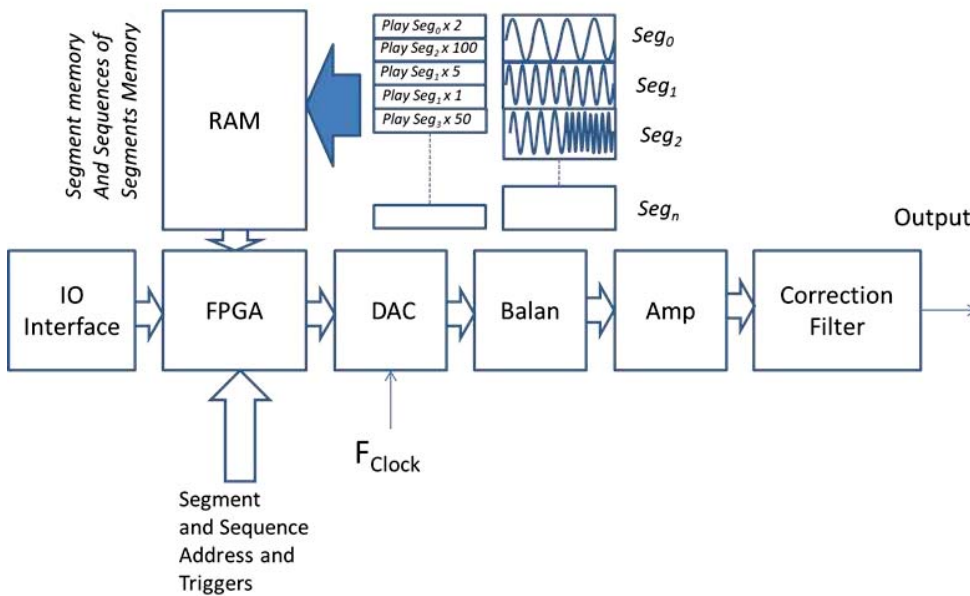 Segment memory
And Sequences of
Segments Memory
RAM
Play Seg0 x 2
Play Seg2 x 100
Play Seg1 x 5
Play Seg1 x 1
Play Seg3 x 50
Seg0
Seg1
Seg2
Segn
Output
IO
Interface
FPGA
DAC
Balan
Amp
Correction
Filter
FClock
Segment
and Sequence
Address and
Triggers